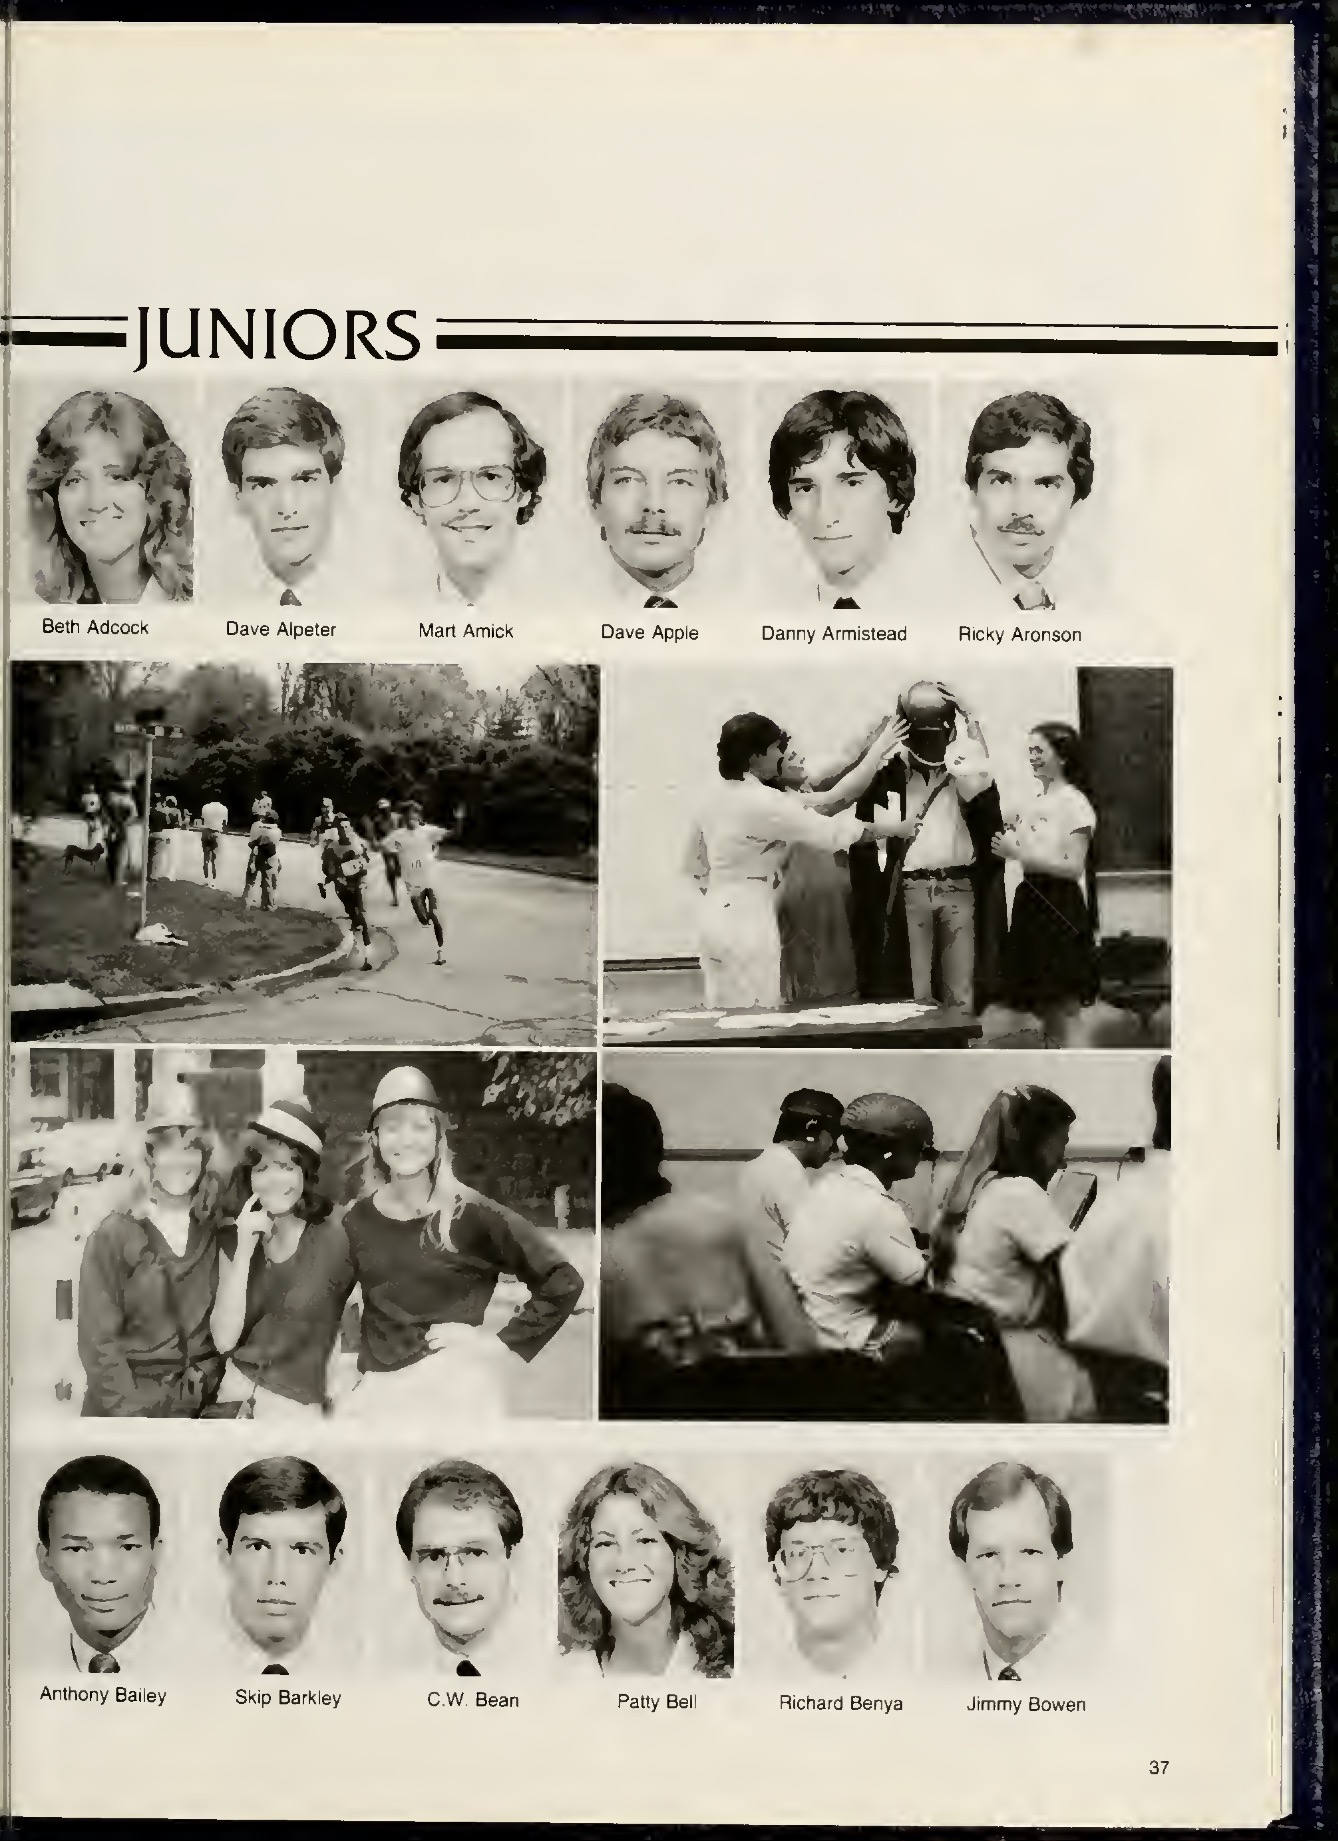 JUNIORS
Beth Adcock
Dave Alpeter
Mart Amick
Dave Apple
Danny Armistead
Ricky Aronson
Anthony Bailey
Skip Barkley
C.W. Bean
Patty Bell
Richard Benya
Jimmy Bowen
37